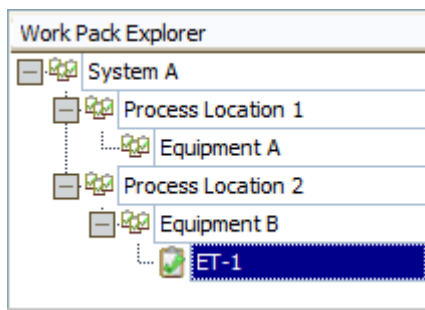 Work Pack Explorer
System A
Process Location 1
Equipment A
Process Location 2
Equipment B
ET-1